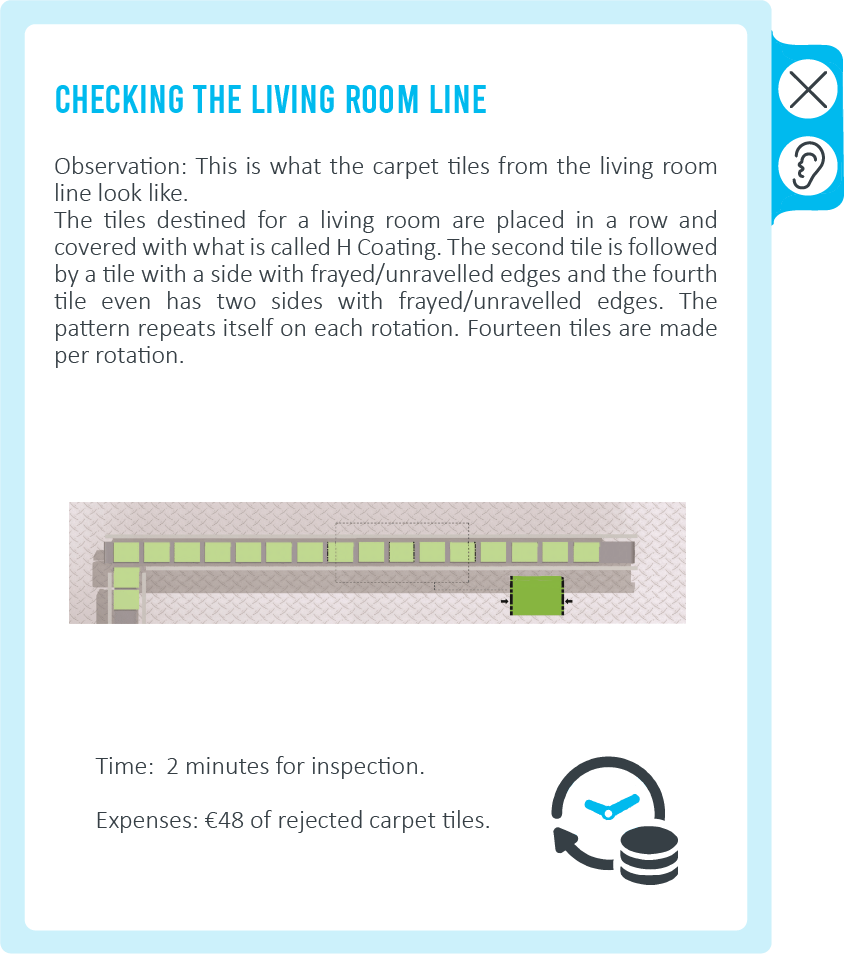 CHECKING THE LIVING ROOM LINE
Observation: This is what the carpet tiles from the living room
line look like.
The tiles destined for a living room are placed in a row and
covered with what is called H Coating. The second tile is followed
by a tile with a side with frayed/unravelled edges and the fourth
tile even has two sides with frayed/unravelled edges. The
pattern repeats itself on each rotation. Fourteen tiles are made
per rotation.
Time: 2 minutes for inspection.
Expenses: €48 of rejected carpet tiles.